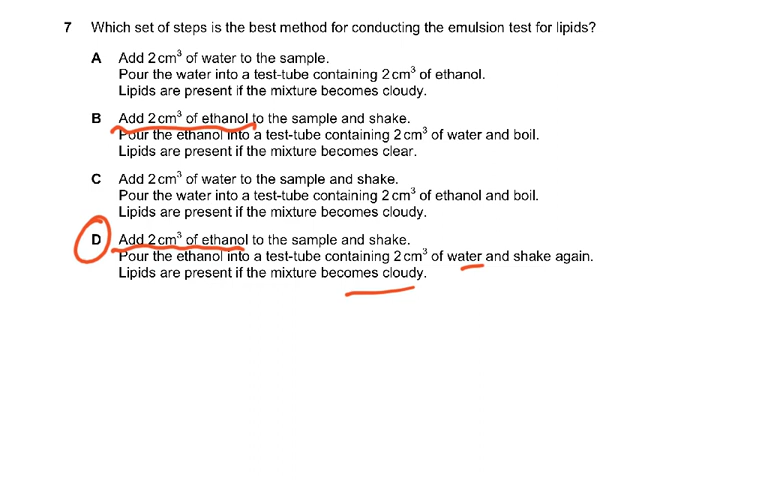 7 Which set of steps is the best method for conducting the emulsion test for lipids?
A Add 2 cm³ of water to the sample.
Pour the water into a test-tube containing 2 cm³ of ethanol.
Lipids are present if the mixture becomes cloudy.
B Add 2 cm³ of ethanol to the sample and shake.
Pour the ethanol into a test-tube containing 2 cm³ of water and boil.
Lipids are present if the mixture becomes clear.
C Add 2 cm³ of water to the sample and shake.
Pour the water into a test-tube containing 2 cm³ of ethanol and boil.
Lipids are present if the mixture becomes cloudy.
D Add 2 cm³ of ethanol to the sample and shake.
Pour the ethanol into a test-tube containing 2 cm³ of water and shake again.
Lipids are present if the mixture becomes cloudy.